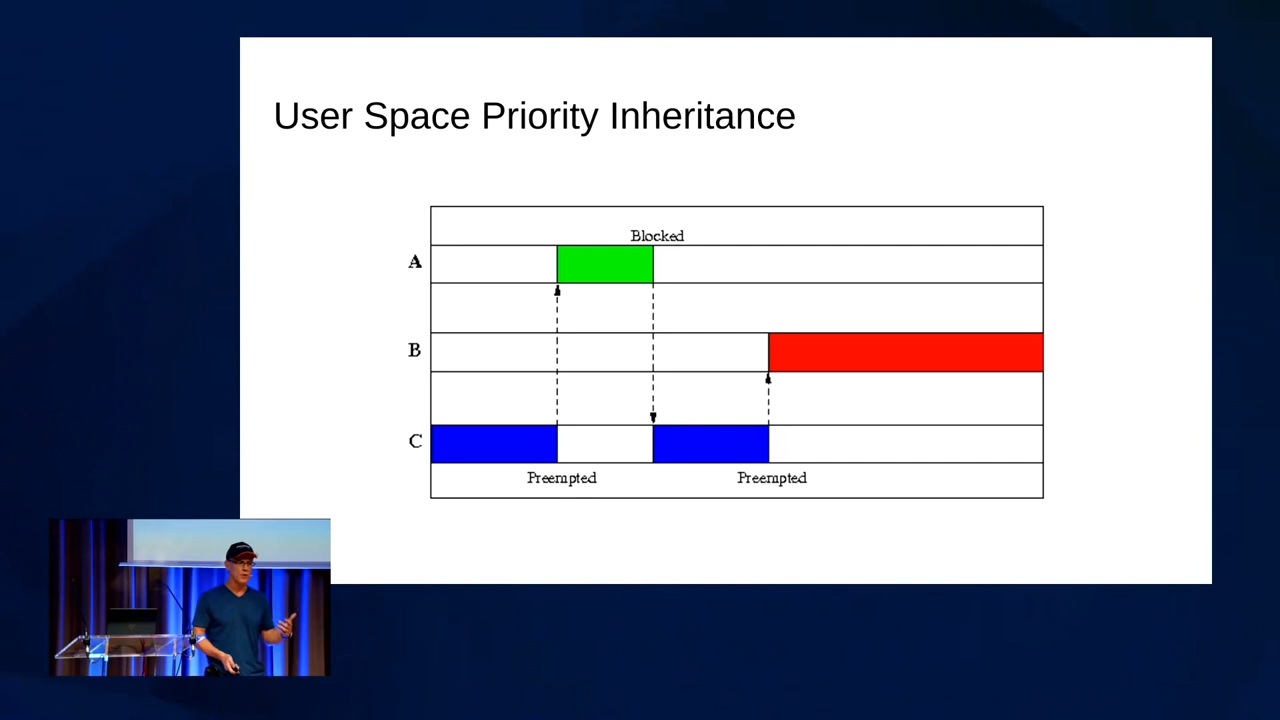 User Space Priority Inheritance
Blocked
A
B
C
Preempted
Preempted